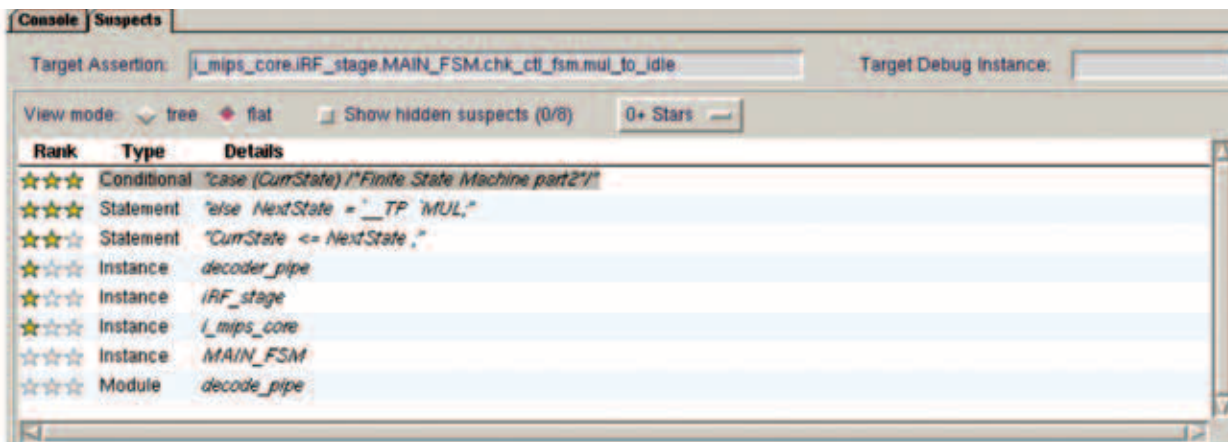 Console Suspects
Target Assertion: i_mips_core.iRF_stage.MAIN_FSM.chk_ctl_fsm.mul_to_idle Target Debug Instance:
View mode: tree flat Show hidden suspects (0/8) 0+ Stars
Rank Type Details
Conditional "case (CurrState) /*Finite State Machine part2*/"
Statement "else NextState = `__TP `MUL;"
Statement "CurrState <= NextState ;"
Instance decoder_pipe
Instance iRF_stage
Instance i_mips_core
Instance MAIN_FSM
Module decode_pipe